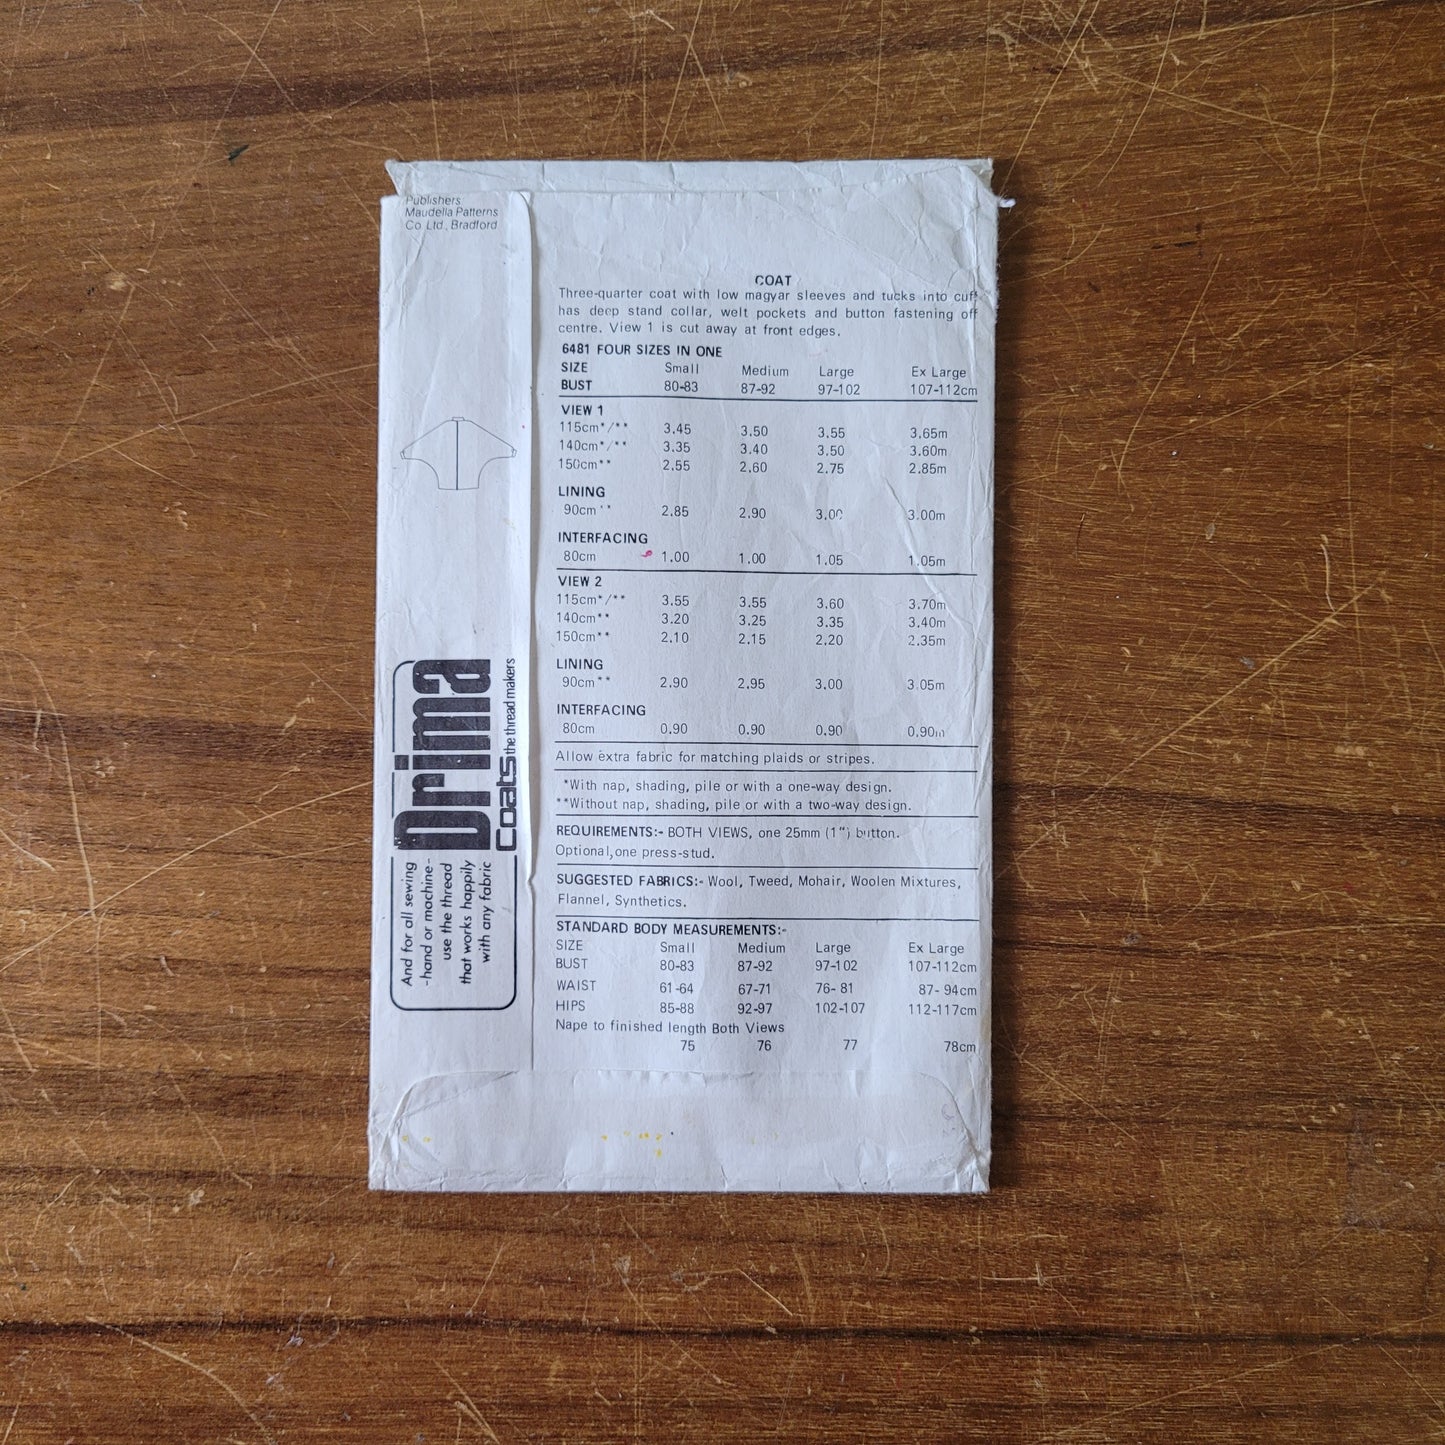 Publishers:
Maudella Patterns
Co. Ltd., Bradford
COAT
Three-quarter coat with low magyar sleeves and tucks into cuff
has deep stand collar, welt pockets and button fastening off
centre. View 1 is cut away at front edges.
6481 FOUR SIZES IN ONE
SIZE Small Medium Large Ex Large
BUST 80-83 87-92 97-102 107-112cm
VIEW 1
115cm*/** 3.45 3.50 3.55 3.65m
140cm*/** 3.35 3.40 3.50 3.60m
150cm** 2.55 2.60 2.75 2.85m
LINING
90cm** 2.85 2.90 3.00 3.00m
INTERFACING
80cm 1.00 1.00 1.05 1.05m
VIEW 2
115cm*/** 3.55 3.55 3.60 3.70m
140cm** 3.20 3.25 3.35 3.40m
150cm** 2.10 2.15 2.20 2.35m
LINING
90cm** 2.90 2.95 3.00 3.05m
INTERFACING
80cm 0.90 0.90 0.90 0.90m
Allow extra fabric for matching plaids or stripes.
*With nap, shading, pile or with a one-way design.
**Without nap, shading, pile or with a two-way design.
REQUIREMENTS:- BOTH VIEWS, one 25mm (1") button.
Optional, one press-stud.
SUGGESTED FABRICS:- Wool, Tweed, Mohair, Woolen Mixtures,
Flannel, Synthetics.
STANDARD BODY MEASUREMENTS:-
SIZE Small Medium Large Ex Large
BUST 80-83 87-92 97-102 107-112cm
WAIST 61-64 67-71 76- 81 87- 94cm
HIPS 85-88 92-97 102-107 112-117cm
Nape to finished length Both Views
75 76 77 78cm
Drima
Coats the thread makers
And for all sewing
-hand or machine-
use the thread
that works happily
with any fabric